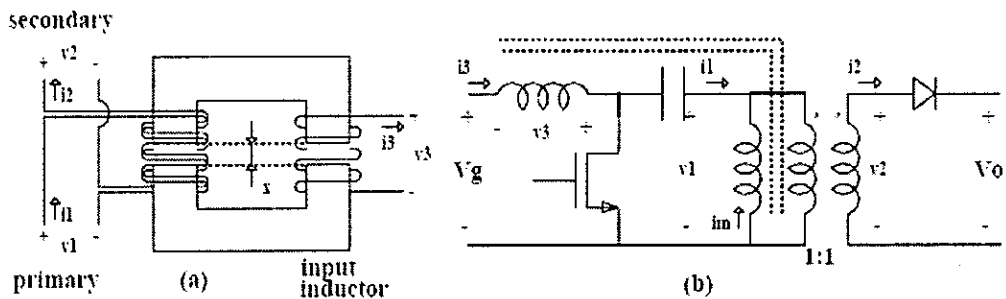 secondary
+ v2 -
i2
i1
+ v1 -
primary
(a)
z
i3
+
v3
-
input
inductor
i3
+
Vg
-
- v3 +
i1
+
v1
-
im
1:1
i2
+
v2
-
+
Vo
-
(b)